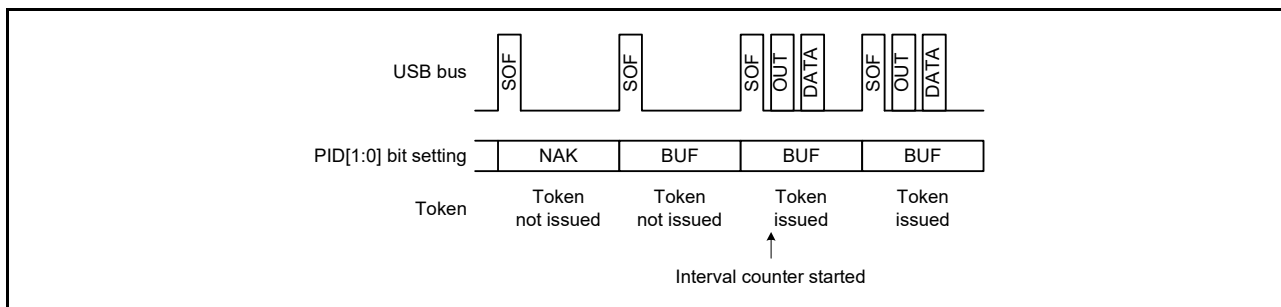 SOF SOF SOF OUT DATA SOF OUT DATA
USB bus
PID[1:0] bit setting NAK BUF BUF BUF
Token Token Token Token Token
not issued not issued issued issued
Interval counter started